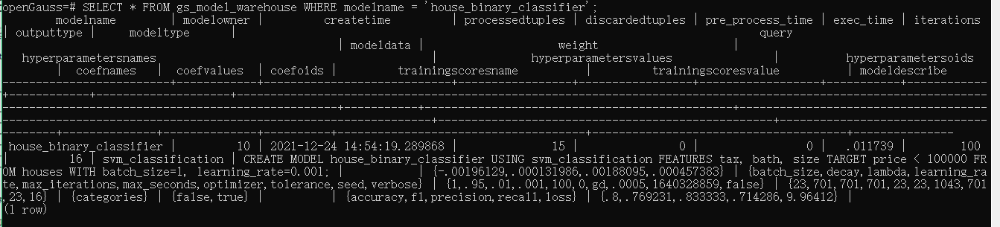 openGauss=# SELECT * FROM gs_model_warehouse WHERE modelname = 'house_binary_classifier';
modelname | modelowner | createtime | processedtuples | discardedtuples | pre_process_time | exec_time | iterations
| outputtype | modeltype | query
| modeldata | weight |
hyperparametersnames | hyperparametersvalues | hyperparametersoids
| coefnames | coefvalues | coefoids | trainingscoresname | trainingscoresvalue | modeldescribe
house_binary_classifier | 10 | 2021-12-24 14:54:19.289868 | 15 | 0 | 0 | .011739 | 100
| 16 | svm_classification | CREATE MODEL house_binary_classifier USING svm_classification FEATURES tax, bath, size TARGET price < 100000 FR
OM houses WITH batch_size=1, learning_rate=0.001; | | {-.00196129,.000131986,.00188095,.000457383} | {batch_size,decay,lambda,learning_ra
te,max_iterations,max_seconds,optimizer,tolerance,seed,verbose} | {1,.95,.01,.001,100,0,gd,.0005,1640328859,false} | {23,701,701,701,23,23,1043,701
,23,16} | {categories} | {false,true} | | {accuracy,f1,precision,recall,loss} | {.8,.769231,.833333,.714286,9.96412} |
(1 row)